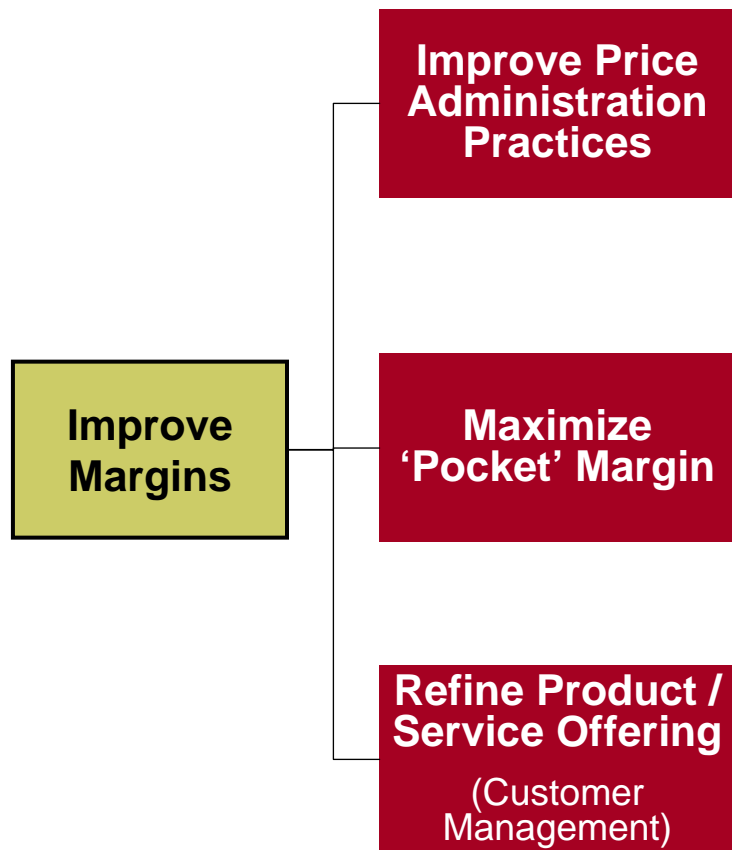 Improve Price
Administration
Practices
Improve
Margins
Maximize
‘Pocket’ Margin
Refine Product /
Service Offering
(Customer
Management)